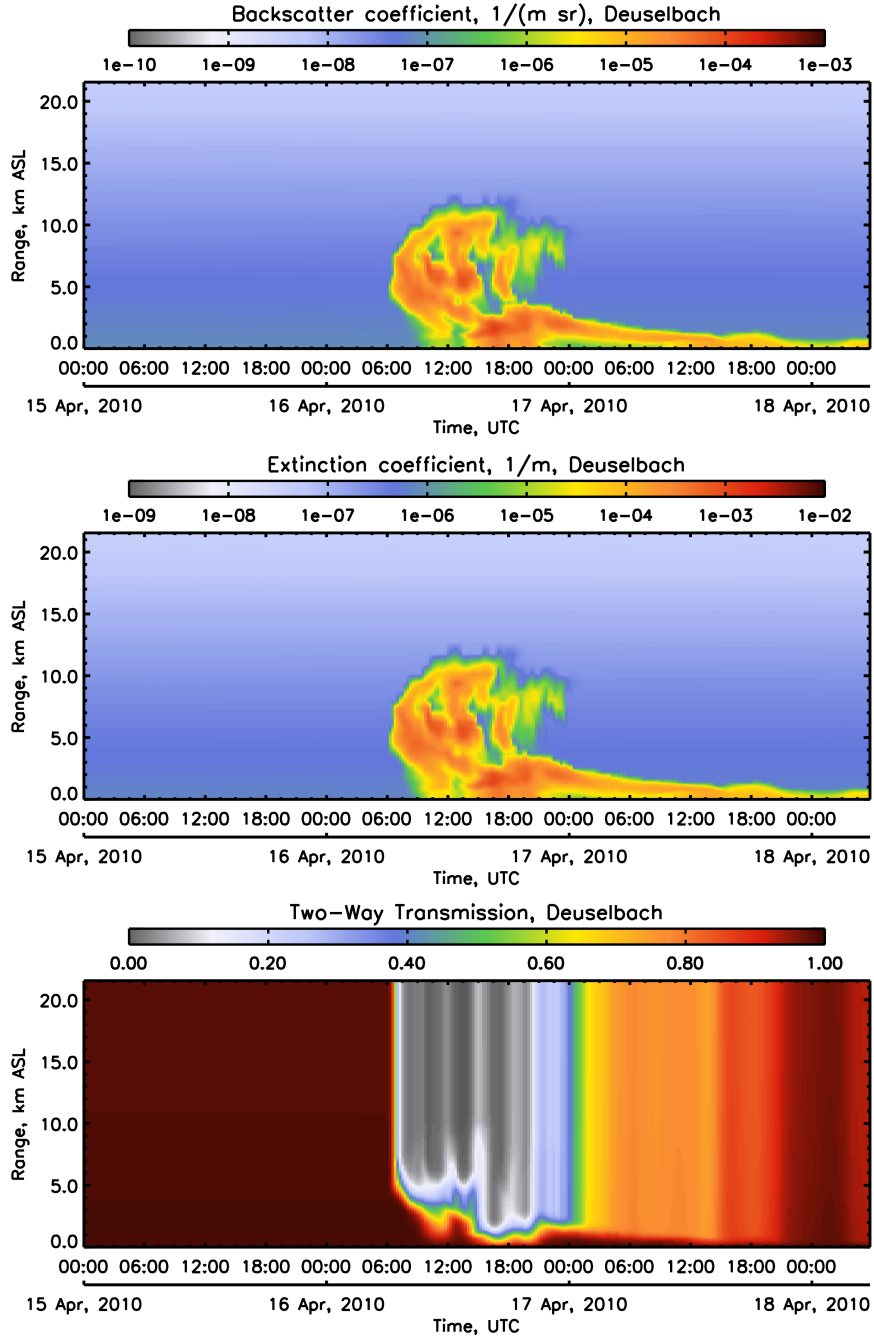 Backscatter coefficient, 1/(m sr), Deuselbach
1e-10 1e-09 1e-08 1e-07 1e-06 1e-05 1e-04 1e-03
Range, km ASL
20.0
15.0
10.0
5.0
0.0
00:00 06:00 12:00 18:00 00:00 06:00 12:00 18:00 00:00 06:00 12:00 18:00 00:00
15 Apr, 2010 16 Apr, 2010 17 Apr, 2010 18 Apr, 2010
Time, UTC
Extinction coefficient, 1/m, Deuselbach
1e-09 1e-08 1e-07 1e-06 1e-05 1e-04 1e-03 1e-02
Range, km ASL
20.0
15.0
10.0
5.0
0.0
00:00 06:00 12:00 18:00 00:00 06:00 12:00 18:00 00:00 06:00 12:00 18:00 00:00
15 Apr, 2010 16 Apr, 2010 17 Apr, 2010 18 Apr, 2010
Time, UTC
Two-Way Transmission, Deuselbach
0.00 0.20 0.40 0.60 0.80 1.00
Range, km ASL
20.0
15.0
10.0
5.0
0.0
00:00 06:00 12:00 18:00 00:00 06:00 12:00 18:00 00:00 06:00 12:00 18:00 00:00
15 Apr, 2010 16 Apr, 2010 17 Apr, 2010 18 Apr, 2010
Time, UTC